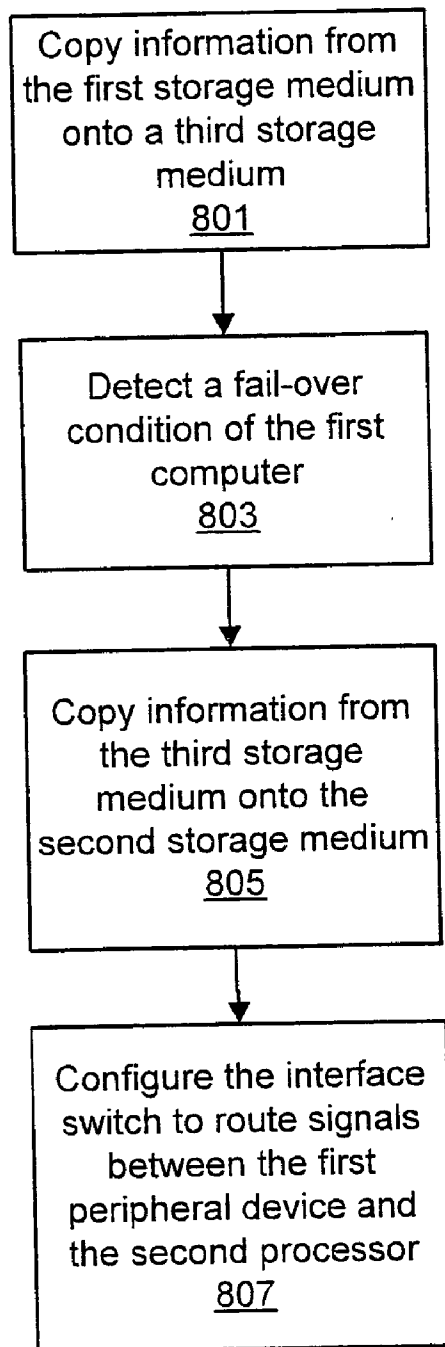 Copy information from
the first storage medium
onto a third storage
medium
801
Detect a fail-over
condition of the first
computer
803
Copy information from
the third storage
medium onto the
second storage medium
805
Configure the interface
switch to route signals
between the first
peripheral device and
the second processor
807